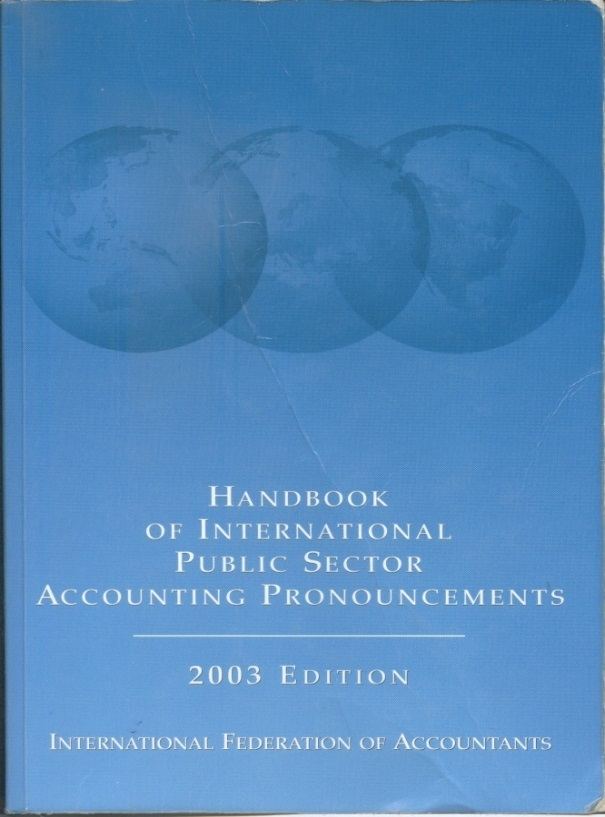 HANDBOOK
OF INTERNATIONAL
PUBLIC SECTOR
ACCOUNTING PRONOUNCEMENTS
2003 EDITION
INTERNATIONAL FEDERATION OF ACCOUNTANTS